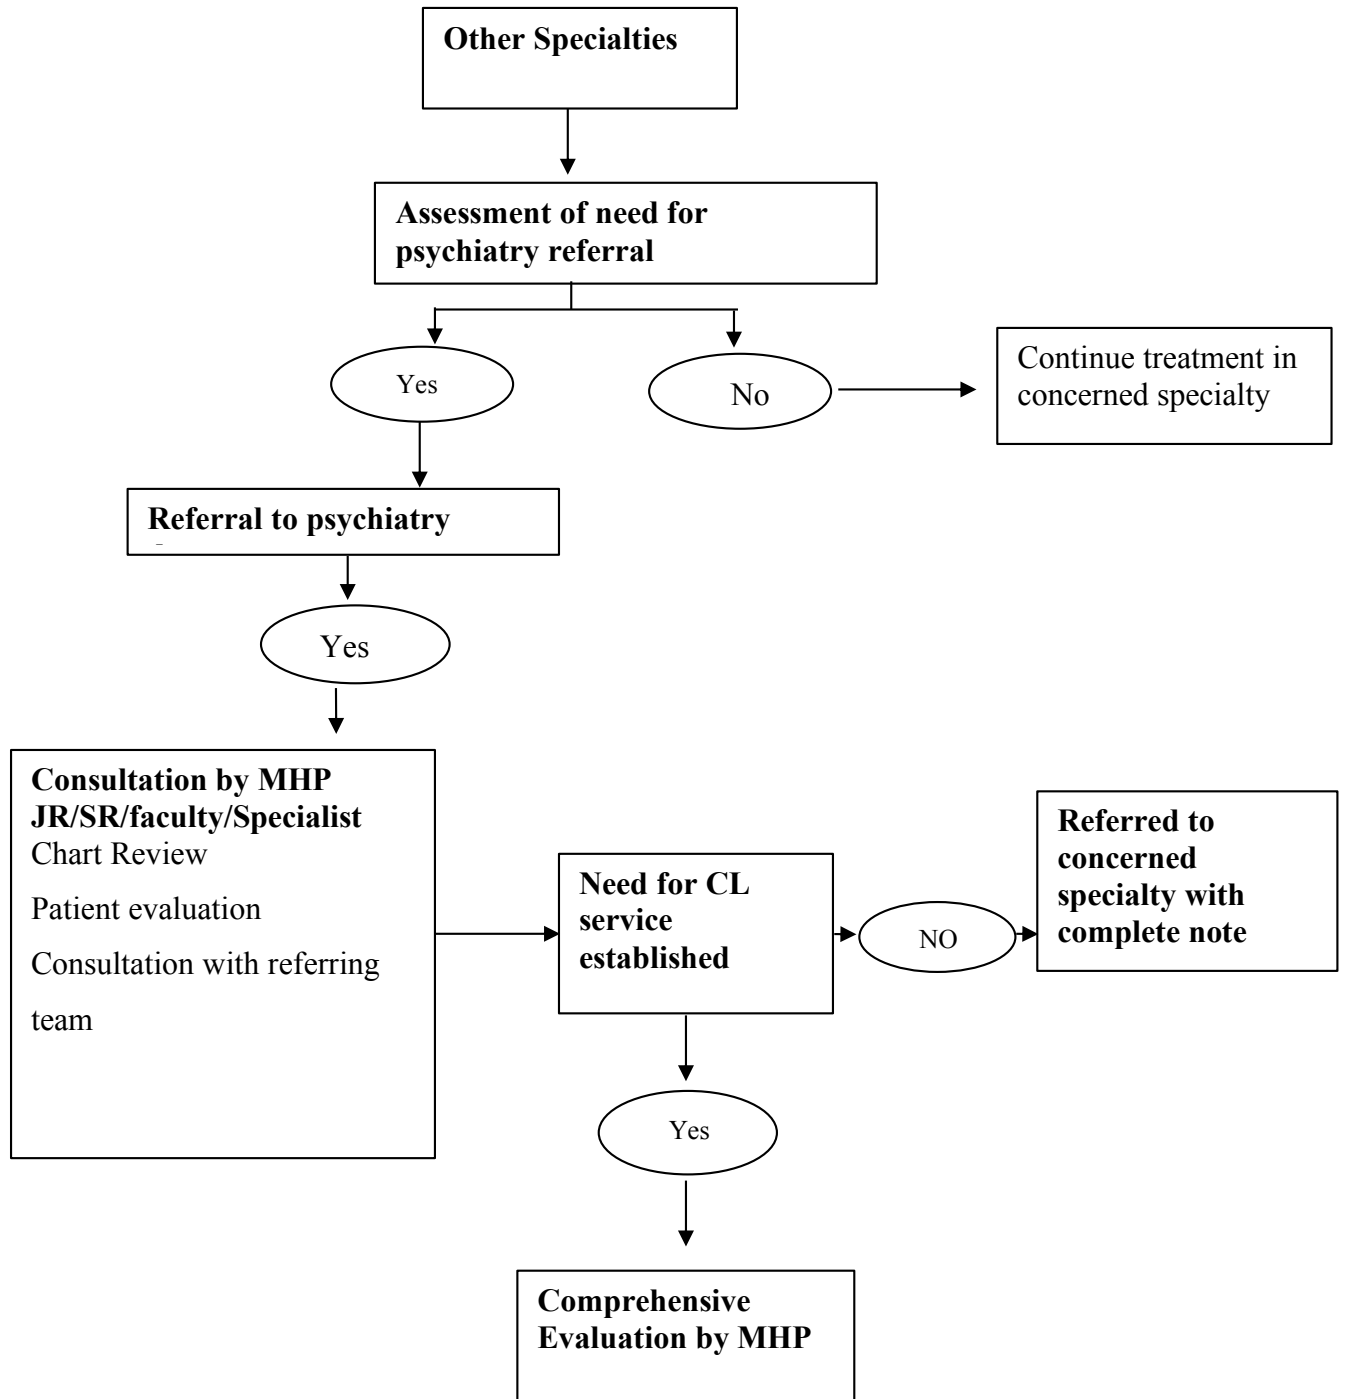 Other Specialties
Assessment of need for
psychiatry referral
Yes
No
Continue treatment in
concerned specialty
Referral to psychiatry
Yes
Consultation by MHP
JR/SR/faculty/Specialist
Chart Review
Patient evaluation
Consultation with referring
team
Need for CL
service
established
NO
Referred to
concerned
specialty with
complete note
Yes
Comprehensive
Evaluation by MHP